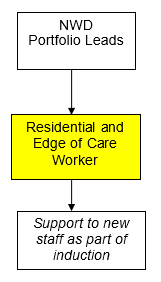 NWD
Portfolio Leads
Residential and
Edge of Care
Worker
Support to new
staff as part of
induction